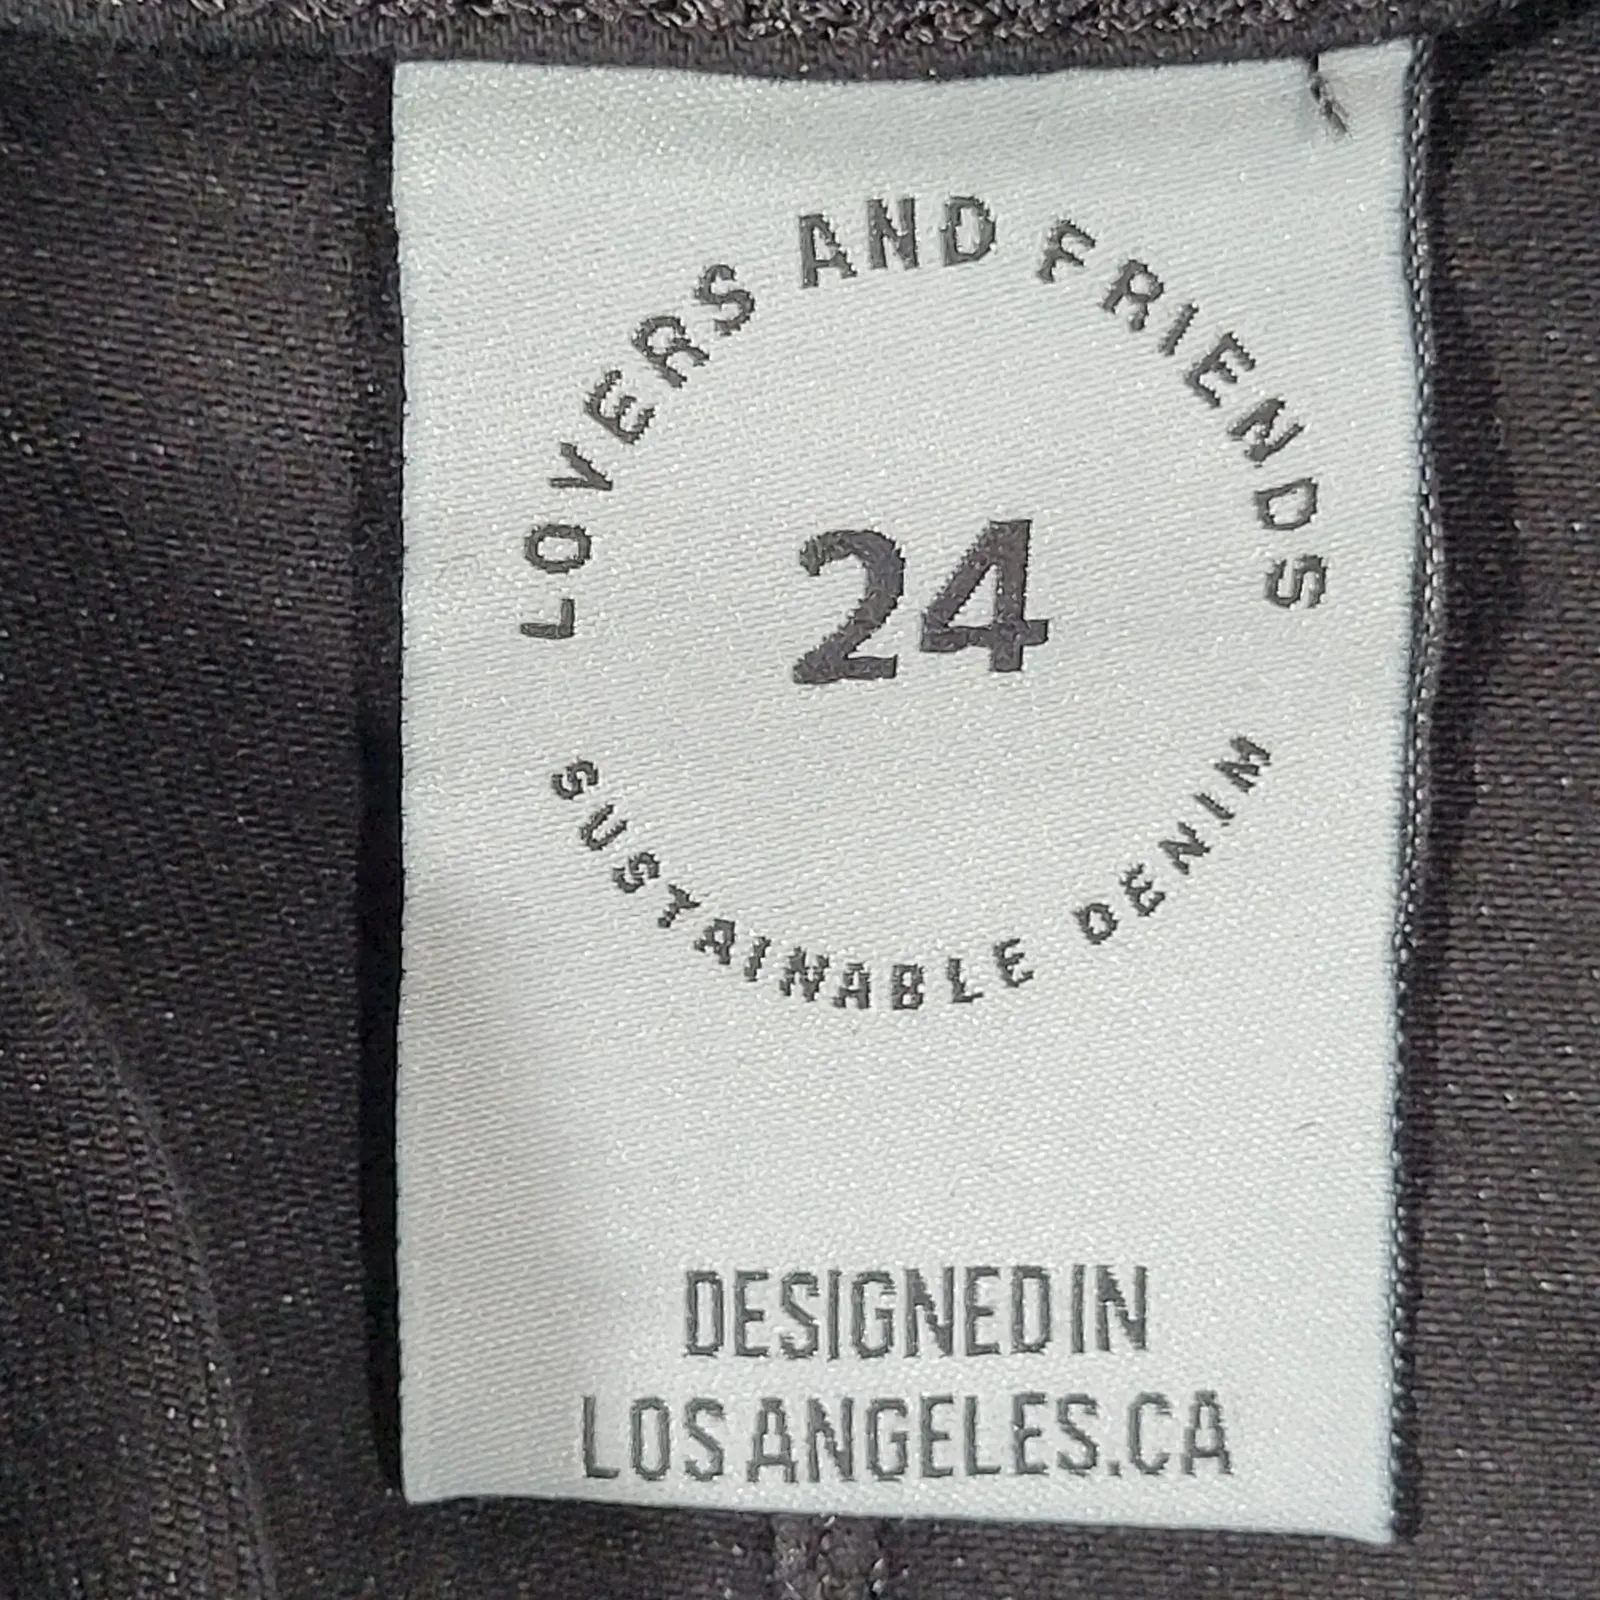 LOVERS AND FRIENDS
24
SUSTAINABLE DENIM
DESIGNED IN
LOS ANGELES.CA